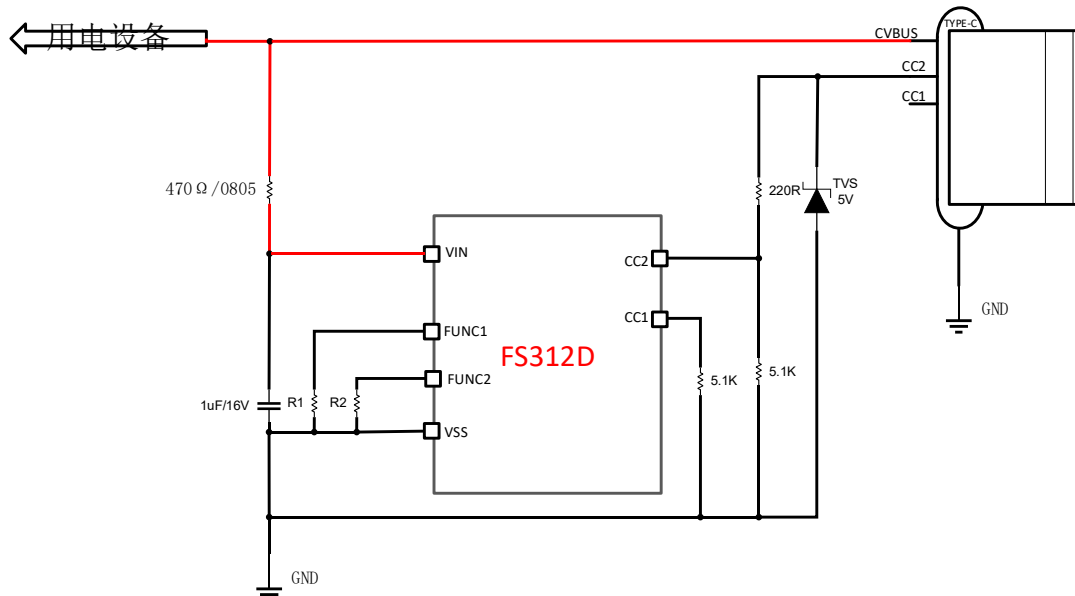 用电设备
TYPE-C
CVBUS
CC2
CC1
470Ω/0805
220R
TVS
5V
VIN
CC2
GND
CC1
FUNC1
FS312D
FUNC2
5.1K
5.1K
1uF/16V
R1
R2
VSS
GND